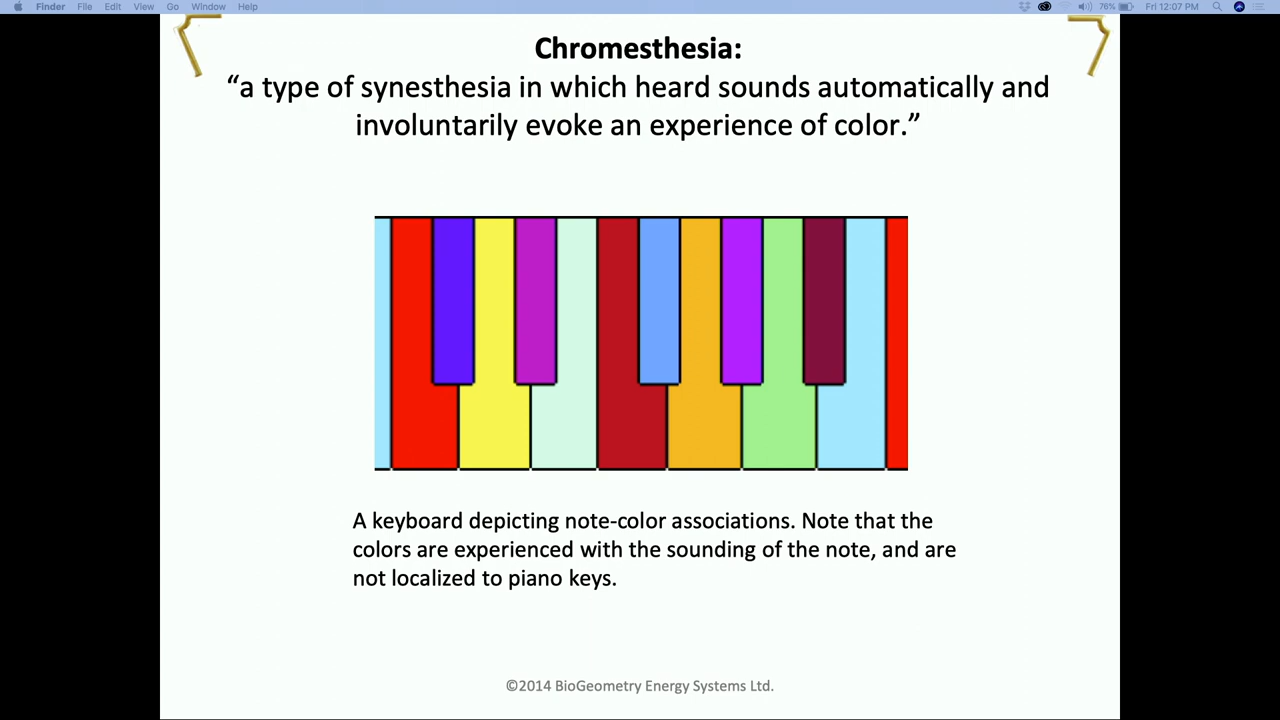 Finder File Edit View Go Window Help 76% Fri 12:07 PM
Chromesthesia:
“a type of synesthesia in which heard sounds automatically and
involuntarily evoke an experience of color.”
A keyboard depicting note-color associations. Note that the
colors are experienced with the sounding of the note, and are
not localized to piano keys.
©2014 BioGeometry Energy Systems Ltd.